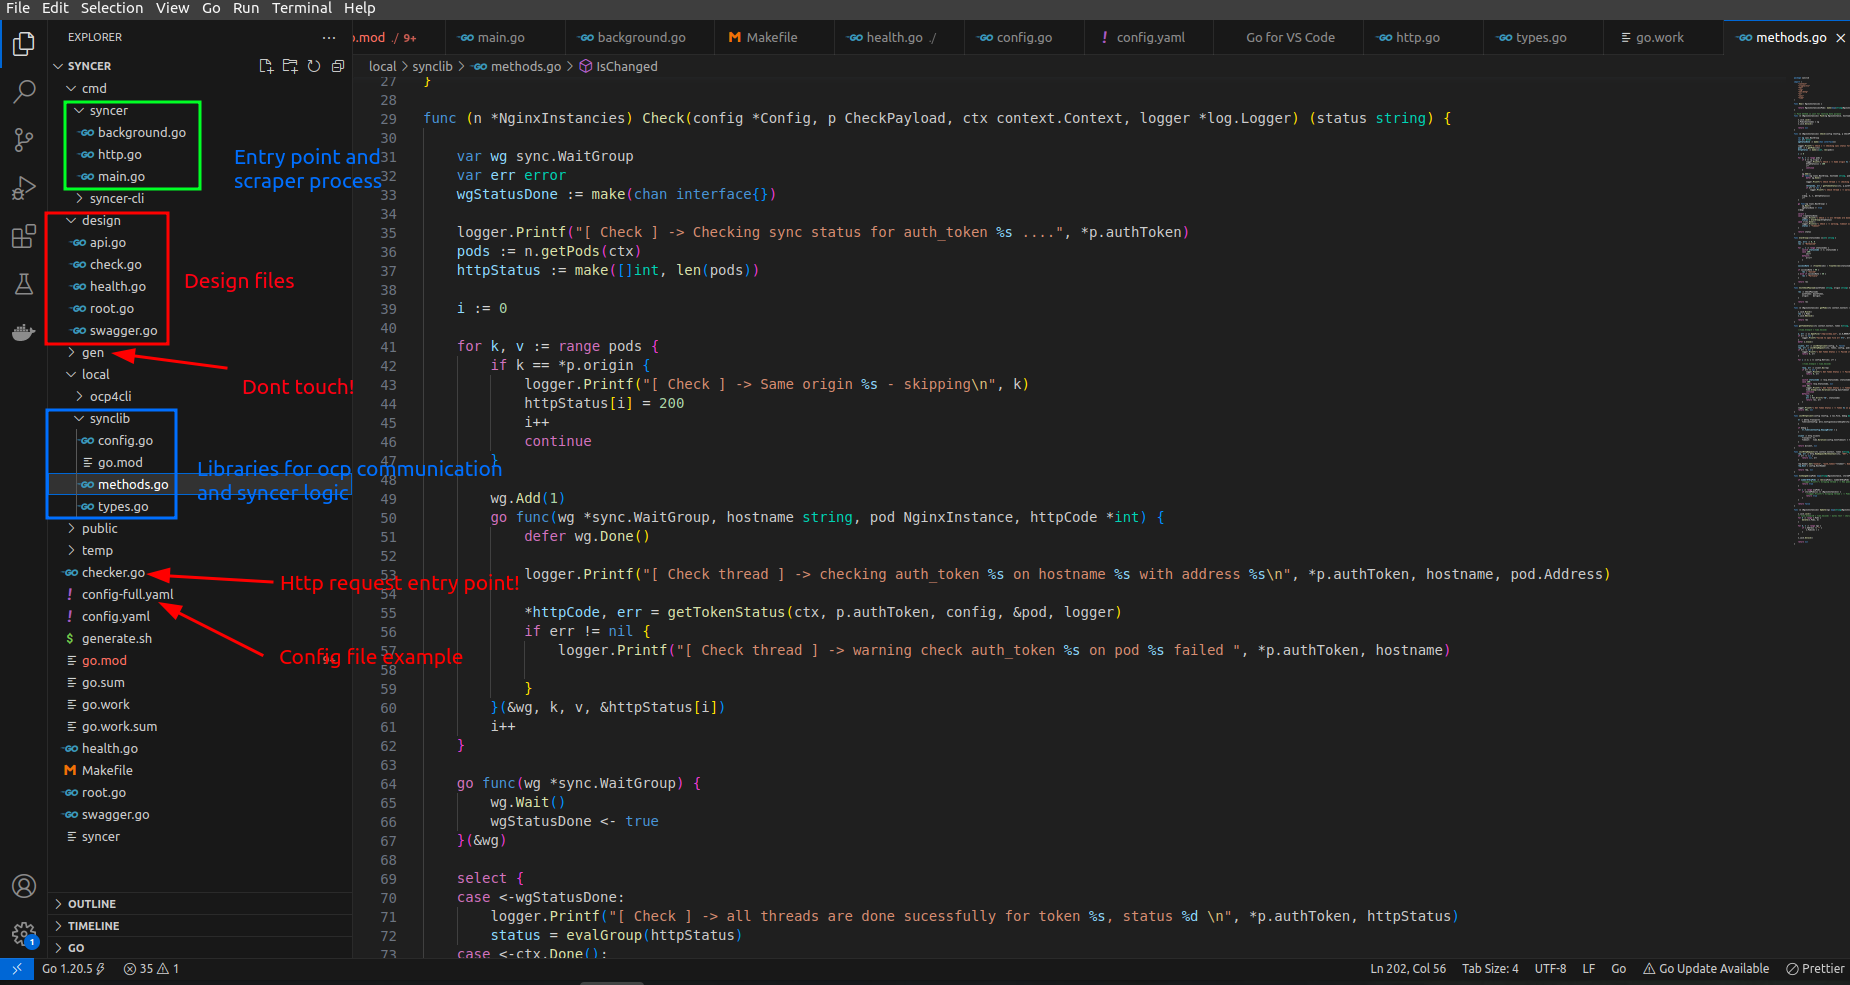 File Edit Selection View Go Run Terminal Help
EXPLORER ...
SYNCER
cmd
syncer
background.go
http.go
main.go
syncer-cli
design
api.go
check.go
health.go
root.go
swagger.go
gen
local
ocp4cli
synclib
config.go
go.mod
methods.go
types.go
public
temp
checker.go
config-full.yaml
config.yaml
generate.sh
go.mod 9+
go.sum
go.work
go.work.sum
health.go
Makefile
root.go
swagger.go
syncer
OUTLINE
TIMELINE
GO
Entry point and
scraper process
Design files
Dont touch!
Libraries for ocp communication
and syncer logic
Http request entry point!
Config file example
.mod ./ 9+ main.go background.go Makefile health.go ./ config.go config.yaml Go for VS Code http.go types.go go.work methods.go
local > synclib > methods.go > IsChanged
27 }
28
29 func (n *NginxInstancies) Check(config *Config, p CheckPayload, ctx context.Context, logger *log.Logger) (status string) {
30
31 var wg sync.WaitGroup
32 var err error
33 wgStatusDone := make(chan interface{})
34
35 logger.Printf("[ Check ] -> Checking sync status for auth_token %s ....", *p.authToken)
36 pods := n.getPods(ctx)
37 httpStatus := make([]int, len(pods))
38
39 i := 0
40
41 for k, v := range pods {
42 if k == *p.origin {
43 logger.Printf("[ Check ] -> Same origin %s - skipping\n", k)
44 httpStatus[i] = 200
45 i++
46 continue
47 }
48
49 wg.Add(1)
50 go func(wg *sync.WaitGroup, hostname string, pod NginxInstance, httpCode *int) {
51 defer wg.Done()
52
53 logger.Printf("[ Check thread ] -> checking auth_token %s on hostname %s with address %s\n", *p.authToken, hostname, pod.Address)
54
55 *httpCode, err = getTokenStatus(ctx, p.authToken, config, &pod, logger)
56 if err != nil {
57 logger.Printf("[ Check thread ] -> warning check auth_token %s on pod %s failed ", *p.authToken, hostname)
58
59 }
60 }(&wg, k, v, &httpStatus[i])
61 i++
62 }
63
64 go func(wg *sync.WaitGroup) {
65 wg.Wait()
66 wgStatusDone <- true
67 }(&wg)
68
69 select {
70 case <-wgStatusDone:
71 logger.Printf("[ Check ] -> all threads are done sucessfully for token %s, status %d \n", *p.authToken, httpStatus)
72 status = evalGroup(httpStatus)
73 case <-ctx.Done():
1
Go 1.20.5 35 1 Ln 202, Col 56 Tab Size: 4 UTF-8 LF Go Go Update Available Prettier